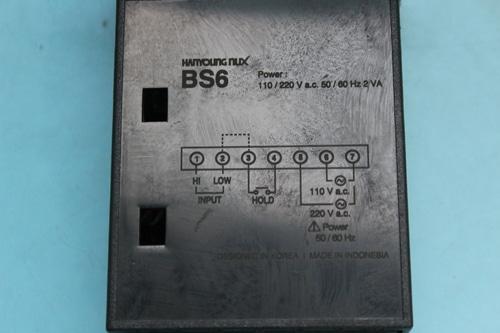 HANYOUNG NUX
BS6
Power :
110 / 220 V a.c. 50 / 60 Hz 2 VA
1 2 3 4 5 6 7
HI LOW
INPUT HOLD
110 V a.c.
220 V a.c.
Power
50 / 60 Hz
DESIGNED IN KOREA | MADE IN INDONESIA